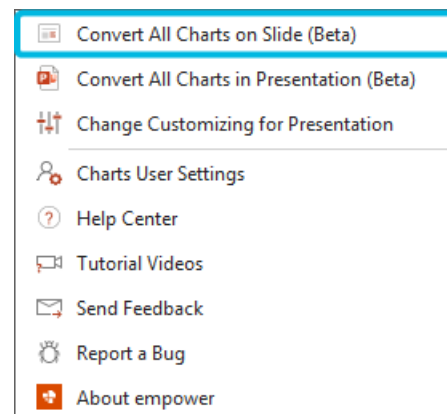 Convert All Charts on Slide (Beta)
Convert All Charts in Presentation (Beta)
Change Customizing for Presentation
Charts User Settings
Help Center
Tutorial Videos
Send Feedback
Report a Bug
About empower